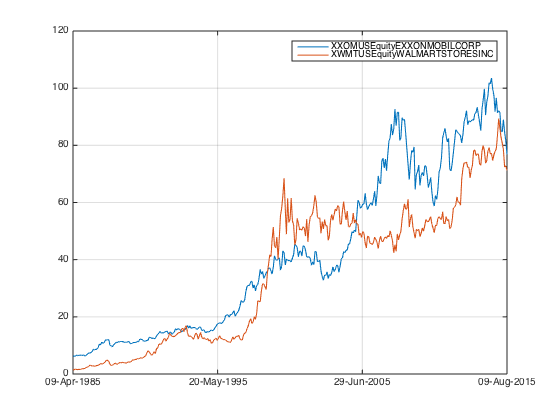 120
XXOMUSEquityEXXONMOBILCORP
XWMTUSEquityWALMARTSTORESINC
100
80
60
40
20
0
09-Apr-1985 20-May-1995 29-Jun-2005 09-Aug-2015